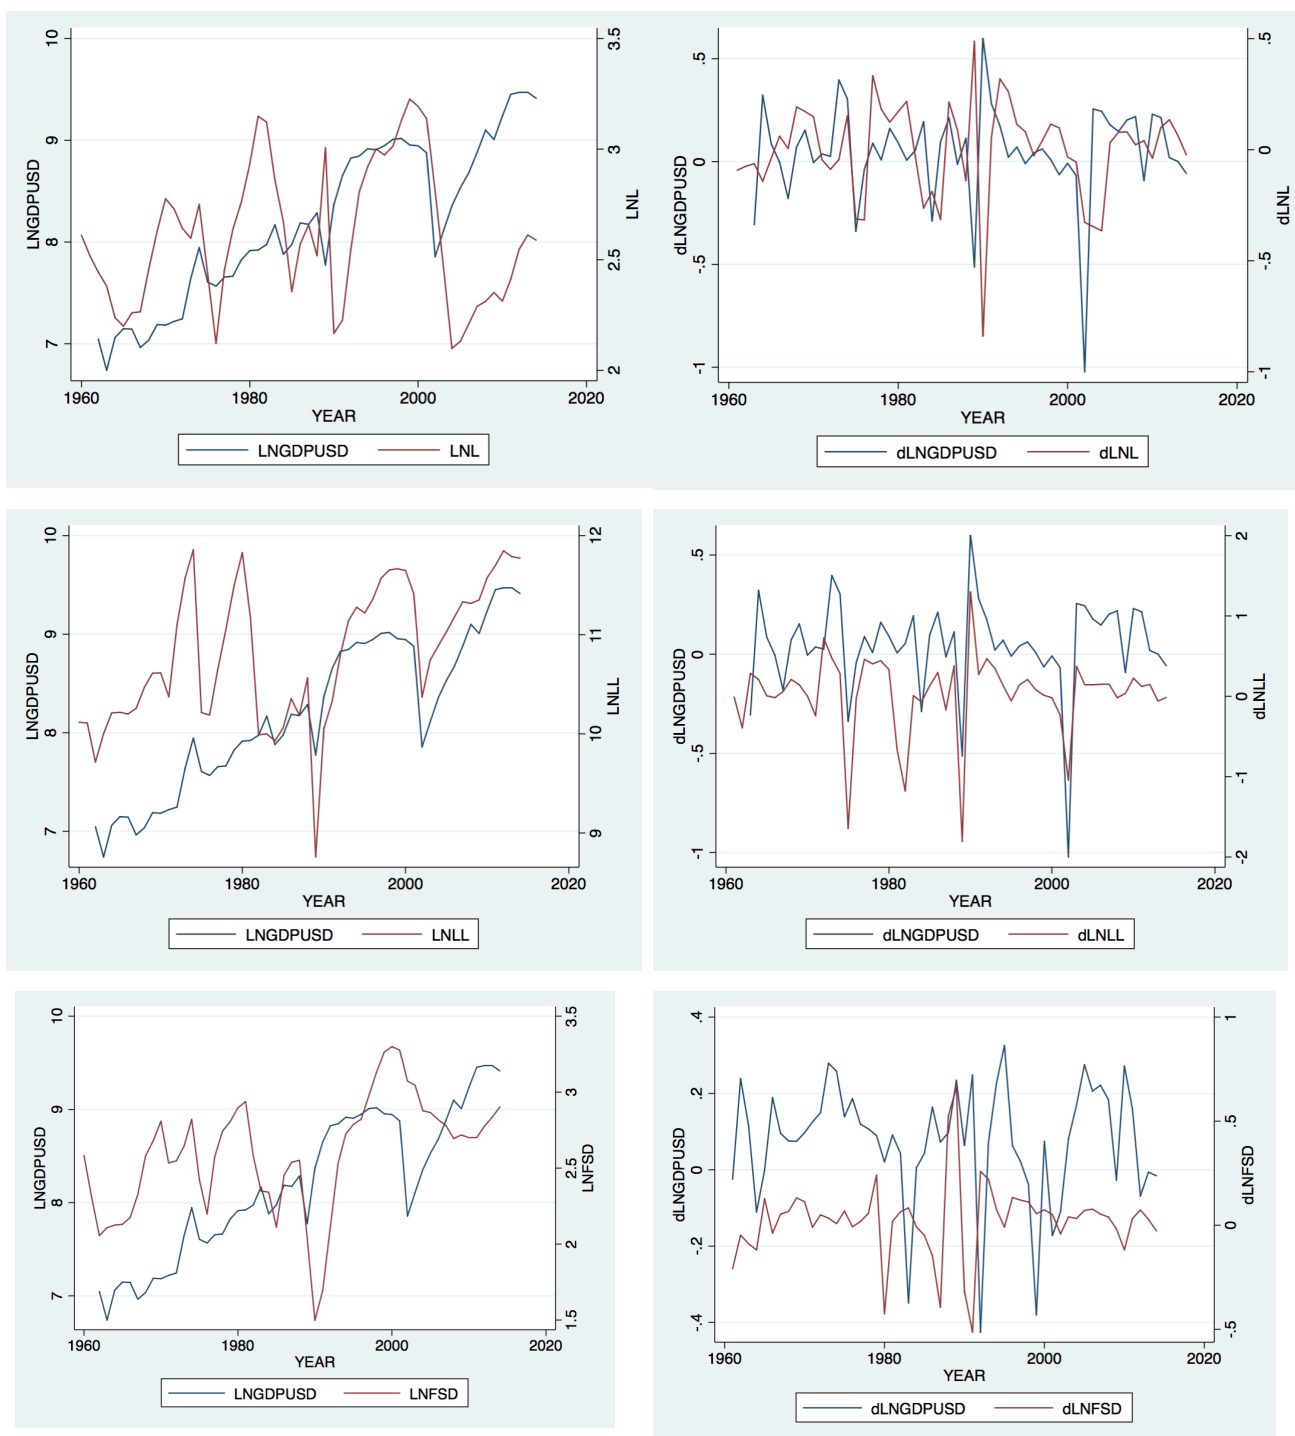 10
9
8
7
LNGDPUSD
3.5
3
2.5
2
LNL
1960 1980 2000 2020
YEAR
LNGDPUSD LNL
.5
0
-.5
-1
dLNGDPUSD
.5
0
-.5
-1
dLNL
1960 1980 2000 2020
YEAR
dLNGDPUSD dLNL
10
9
8
7
LNGDPUSD
12
11
10
9
LNLL
1960 1980 2000 2020
YEAR
LNGDPUSD LNLL
.5
0
-.5
-1
dLNGDPUSD
2
1
0
-1
-2
dLNLL
1960 1980 2000 2020
YEAR
dLNGDPUSD dLNLL
10
9
8
7
LNGDPUSD
3.5
3
2.5
2
1.5
LNFSD
1960 1980 2000 2020
YEAR
LNGDPUSD LNFSD
.4
.2
0
-.2
-.4
dLNGDPUSD
1
.5
0
-.5
dLNFSD
1960 1980 2000 2020
YEAR
dLNGDPUSD dLNFSD